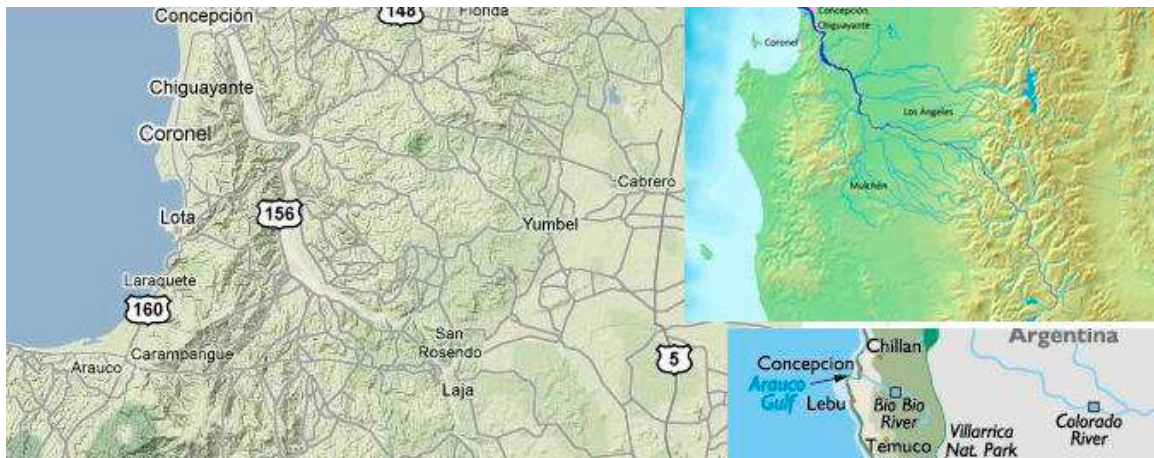 Concepción
148
Florida
Chiguayante
Coronel
Cabrero
156
Lota
Yumbel
Laraquete
160
San
Rosendo
5
Arauco
Carampangue
Laja
Concepción
Chiguayante
Coronel
Los Angeles
Mulchén
Argentina
Chillan
Concepcion
Arauco
Gulf
Lebu
Bio Bio
River
Temuco
Villarrica
Nat. Park
Colorado
River